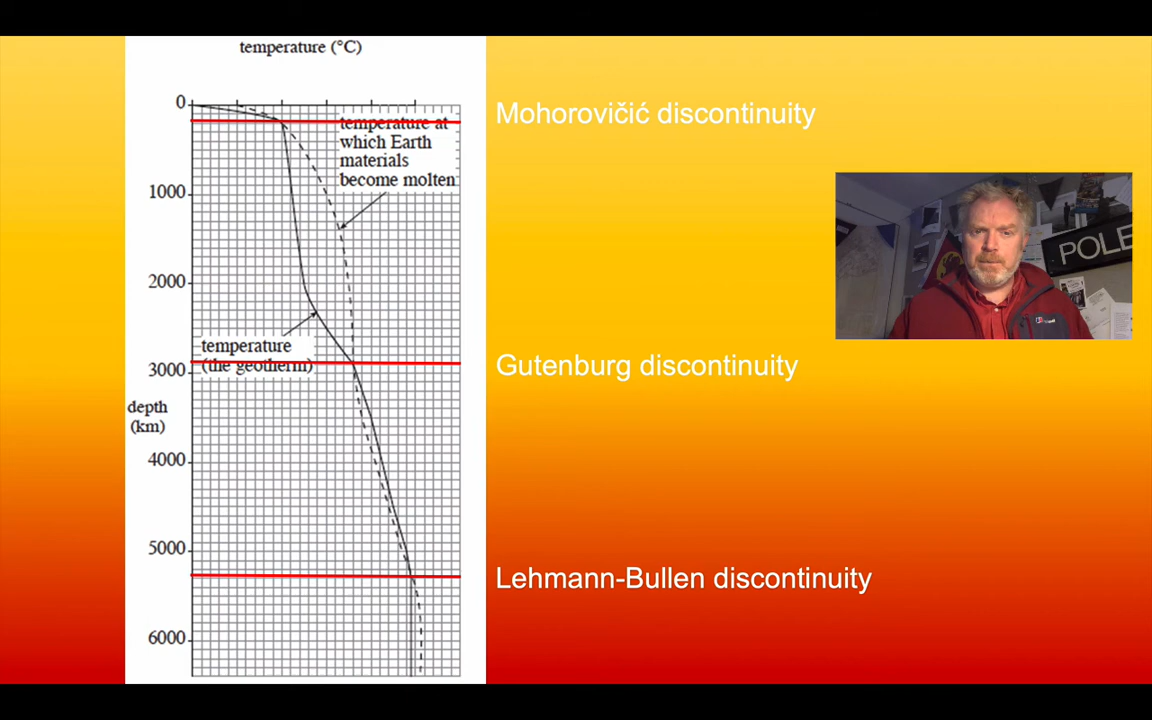 temperature (°C)
0
Mohorovičić discontinuity
temperature at
which Earth
materials
become molten
1000
POLE
2000
temperature
(the geotherm)
Gutenburg discontinuity
3000
depth
(km)
4000
5000
Lehmann-Bullen discontinuity
6000